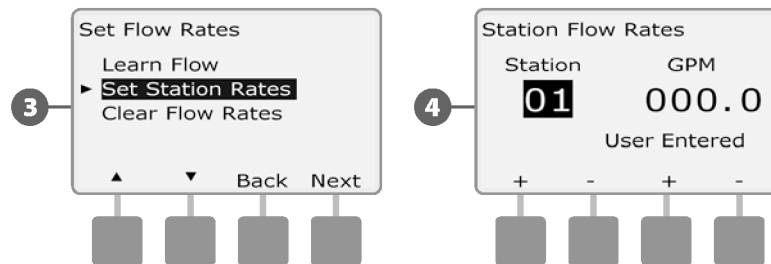 Set Flow Rates
Learn Flow
► Set Station Rates
Clear Flow Rates
▲ ▼ Back Next
3
Station Flow Rates
Station GPM
01 000.0
User Entered
+ - + -
4